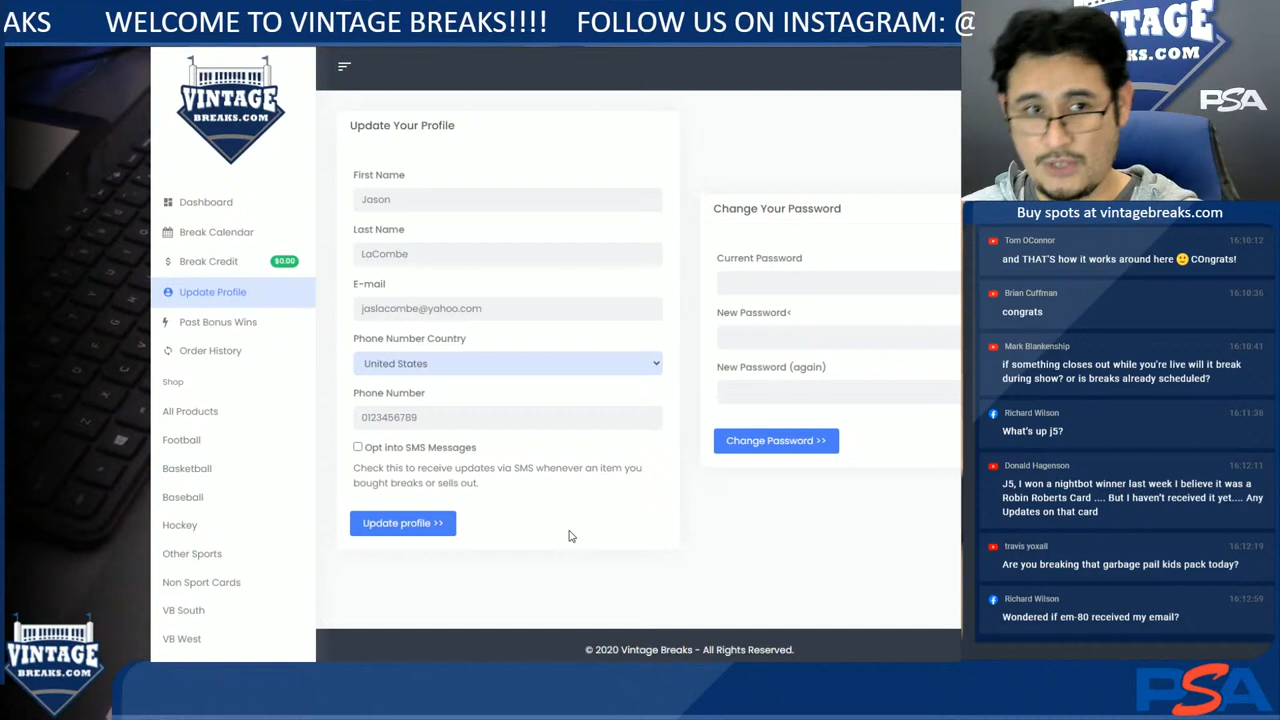 AKS WELCOME TO VINTAGE BREAKS!!!! FOLLOW US ON INSTAGRAM: @
VINTAGE
BREAKS.COM
Dashboard
Break Calendar
Break Credit $0.00
Update Profile
Past Bonus Wins
Order History
Shop
All Products
Football
Basketball
Baseball
Hockey
Other Sports
Non Sport Cards
VB South
VB West
Update Your Profile
First Name
Jason
Last Name
LaCombe
E-mail
jaslacombe@yahoo.com
Phone Number Country
United States
Phone Number
0123456789
Opt into SMS Messages
Check this to receive updates via SMS whenever an item you
bought breaks or sells out.
Update profile >>
Change Your Password
Current Password
New Password<
New Password (again)
Change Password >>
© 2020 Vintage Breaks - All Rights Reserved.
TAGE
KS.COM
PSA
Buy spots at vintagebreaks.com
Tom OConnor 16:10:12
and THAT'S how it works around here 🙂 COngrats!
Brian Cuffman 16:10:36
congrats
Mark Blankenship 16:10:41
if something closes out while you're live will it break
during show? or is breaks already scheduled?
Richard Wilson 16:11:36
What's up j5?
Donald Hagenson 16:12:11
J5, I won a nightbot winner last week I believe it was a
Robin Roberts Card .... But I haven't received it yet.... Any
Updates on that card
travis yoxall 16:12:19
Are you breaking that garbage pail kids pack today?
Richard Wilson 16:12:59
Wondered if em-80 received my email?
VINTAGE
BREAKS.COM
PSA